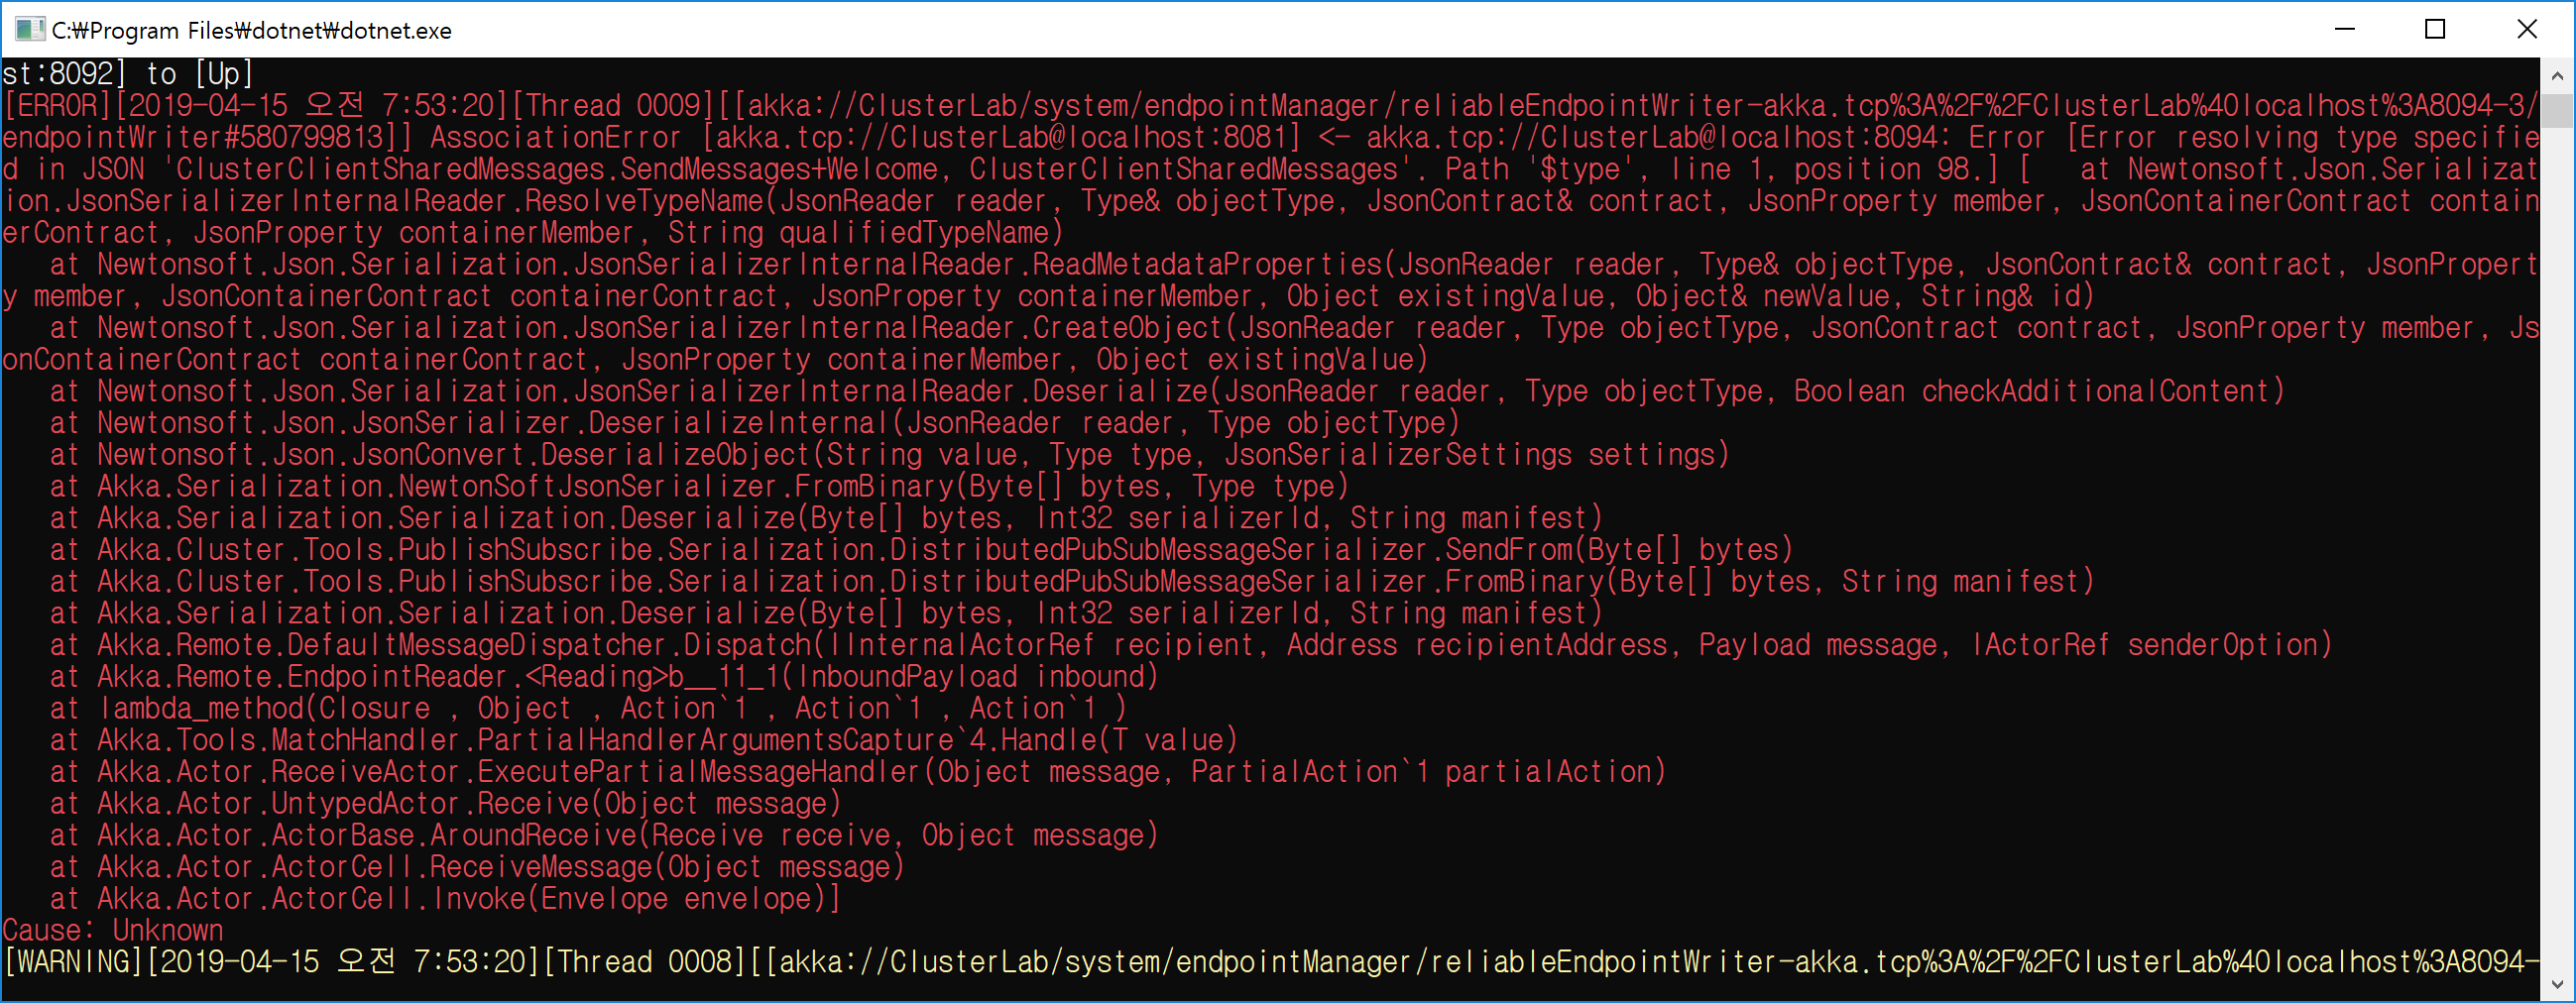 C:₩Program Files₩dotnet₩dotnet.exe
st:8092] to [Up]
[ERROR][2019-04-15 오전 7:53:20][Thread 0009][[akka://ClusterLab/system/endpointManager/reliableEndpointWriter-akka.tcp%3A%2F%2FClusterLab%40localhost%3A8094-3/
endpointWriter#580799813]] AssociationError [akka.tcp://ClusterLab@localhost:8081] <- akka.tcp://ClusterLab@localhost:8094: Error [Error resolving type specifie
d in JSON 'ClusterClientSharedMessages.SendMessages+Welcome, ClusterClientSharedMessages'. Path '$type', line 1, position 98.] [   at Newtonsoft.Json.Serializat
ion.JsonSerializerInternalReader.ResolveTypeName(JsonReader reader, Type& objectType, JsonContract& contract, JsonProperty member, JsonContainerContract contain
erContract, JsonProperty containerMember, String qualifiedTypeName)
   at Newtonsoft.Json.Serialization.JsonSerializerInternalReader.ReadMetadataProperties(JsonReader reader, Type& objectType, JsonContract& contract, JsonPropert
y member, JsonContainerContract containerContract, JsonProperty containerMember, Object existingValue, Object& newValue, String& id)
   at Newtonsoft.Json.Serialization.JsonSerializerInternalReader.CreateObject(JsonReader reader, Type objectType, JsonContract contract, JsonProperty member, Js
onContainerContract containerContract, JsonProperty containerMember, Object existingValue)
   at Newtonsoft.Json.Serialization.JsonSerializerInternalReader.Deserialize(JsonReader reader, Type objectType, Boolean checkAdditionalContent)
   at Newtonsoft.Json.JsonSerializer.DeserializeInternal(JsonReader reader, Type objectType)
   at Newtonsoft.Json.JsonConvert.DeserializeObject(String value, Type type, JsonSerializerSettings settings)
   at Akka.Serialization.NewtonSoftJsonSerializer.FromBinary(Byte[] bytes, Type type)
   at Akka.Serialization.Serialization.Deserialize(Byte[] bytes, Int32 serializerId, String manifest)
   at Akka.Cluster.Tools.PublishSubscribe.Serialization.DistributedPubSubMessageSerializer.SendFrom(Byte[] bytes)
   at Akka.Cluster.Tools.PublishSubscribe.Serialization.DistributedPubSubMessageSerializer.FromBinary(Byte[] bytes, String manifest)
   at Akka.Serialization.Serialization.Deserialize(Byte[] bytes, Int32 serializerId, String manifest)
   at Akka.Remote.DefaultMessageDispatcher.Dispatch(IInternalActorRef recipient, Address recipientAddress, Payload message, IActorRef senderOption)
   at Akka.Remote.EndpointReader.<Reading>b__11_1(InboundPayload inbound)
   at lambda_method(Closure , Object , Action`1 , Action`1 , Action`1 )
   at Akka.Tools.MatchHandler.PartialHandlerArgumentsCapture`4.Handle(T value)
   at Akka.Actor.ReceiveActor.ExecutePartialMessageHandler(Object message, PartialAction`1 partialAction)
   at Akka.Actor.UntypedActor.Receive(Object message)
   at Akka.Actor.ActorBase.AroundReceive(Receive receive, Object message)
   at Akka.Actor.ActorCell.ReceiveMessage(Object message)
   at Akka.Actor.ActorCell.Invoke(Envelope envelope)]
Cause: Unknown
[WARNING][2019-04-15 오전 7:53:20][Thread 0008][[akka://ClusterLab/system/endpointManager/reliableEndpointWriter-akka.tcp%3A%2F%2FClusterLab%40localhost%3A8094-